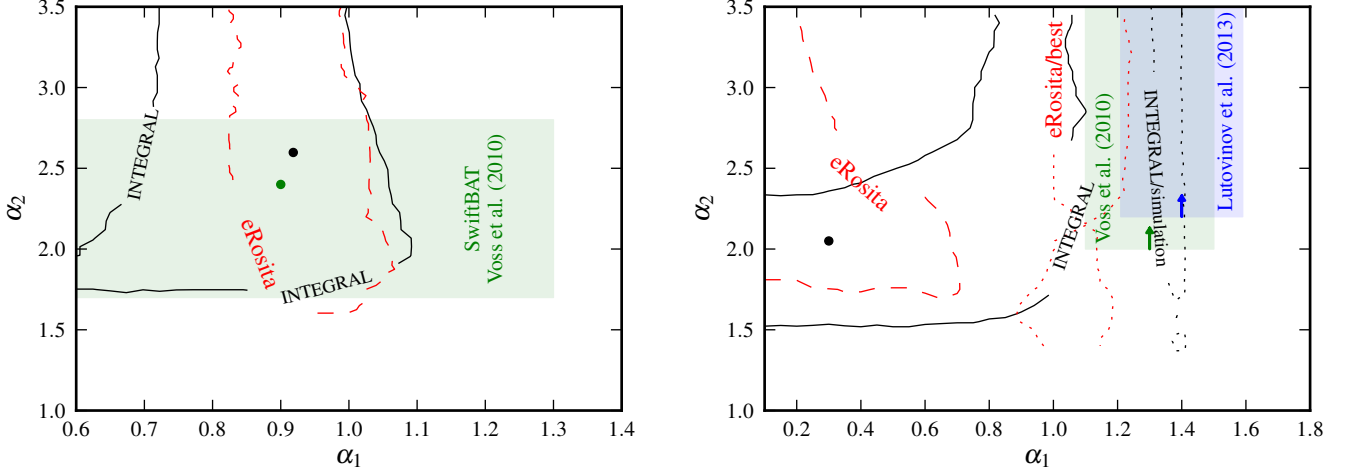 3.5
3.0
2.5
2.0
1.5
1.0
α2
0.6 0.7 0.8 0.9 1.0 1.1 1.2 1.3 1.4
α1
INTEGRAL
eRosita
INTEGRAL
SwiftBAT
Voss et al. (2010)
3.5
3.0
2.5
2.0
1.5
1.0
α2
0.2 0.4 0.6 0.8 1.0 1.2 1.4 1.6 1.8
α1
eRosita
eRosita/best
INTEGRAL
Voss et al. (2010)
INTEGRAL/simulation
Lutovinov et al. (2013)